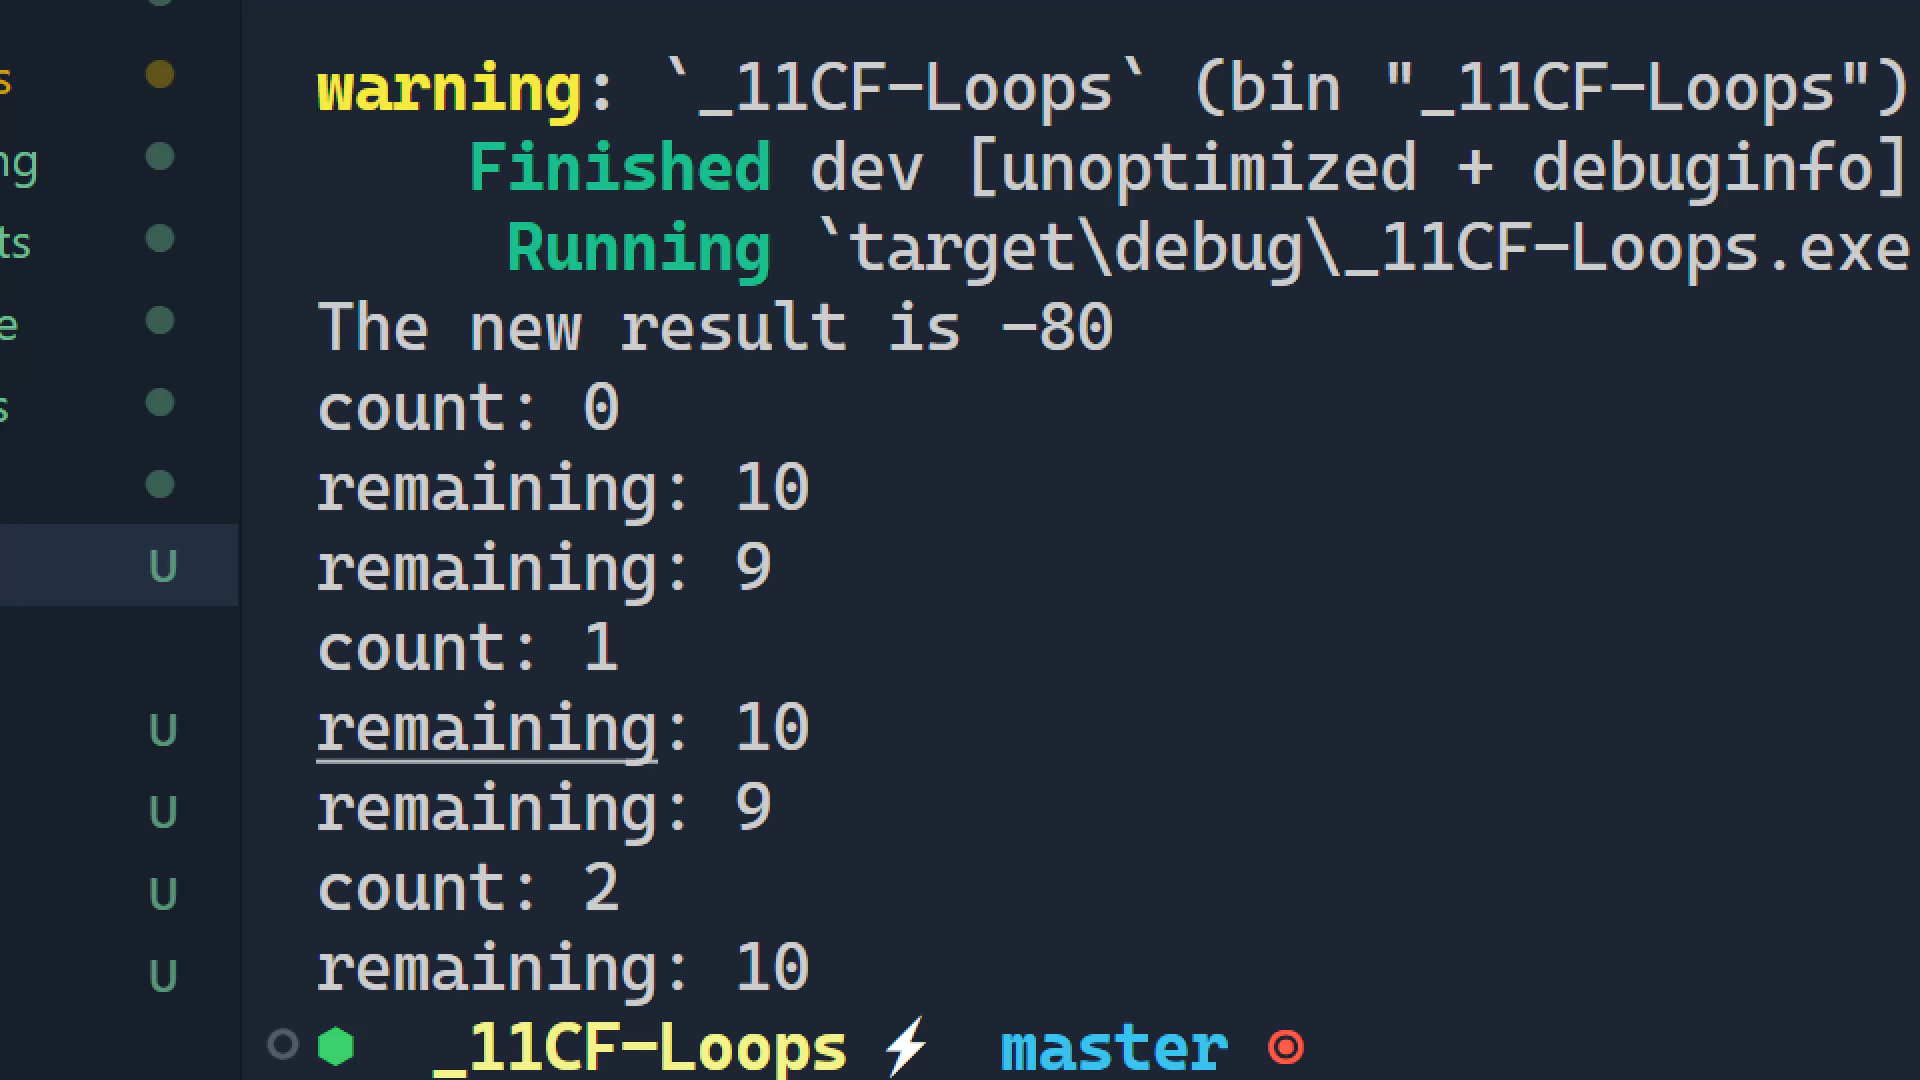 warning: `_11CF-Loops` (bin "_11CF-Loops")
Finished dev [unoptimized + debuginfo]
Running `target\debug\_11CF-Loops.exe
The new result is -80
count: 0
remaining: 10
remaining: 9
count: 1
remaining: 10
remaining: 9
count: 2
remaining: 10
_11CF-Loops master
s
ng
ts
e
s
U
U
U
U
U